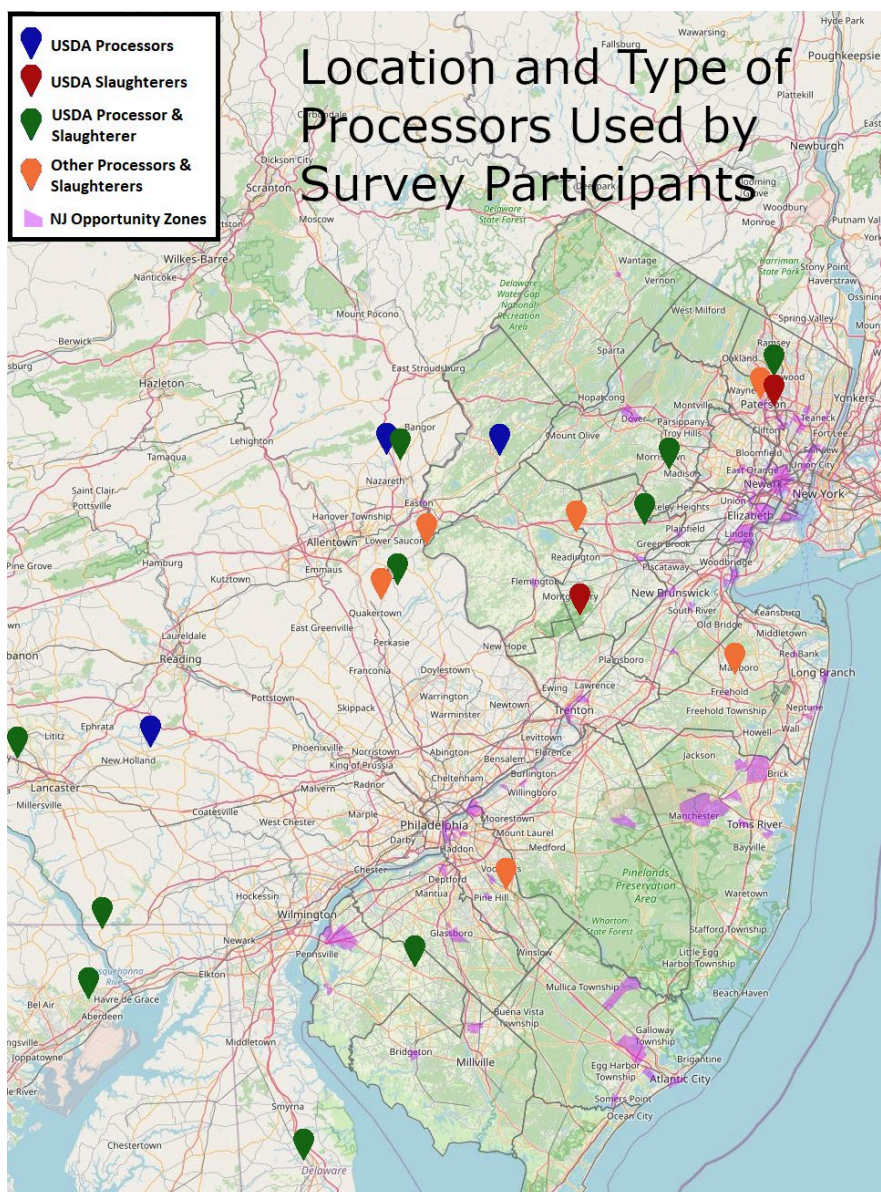 USDA Processors
USDA Slaughterers
USDA Processor &
Slaughterer
Other Processors &
Slaughterers
NJ Opportunity Zones
Location and Type of
Processors Used by
Survey Participants
Hyde Park
Wawarsing
Fallsburg
Poughkeepsie
Plattekill
Newburgh
Dickson City
Scranton
Moscow
Delaware
State Forest
Woodbury
Monroe
Putnam Valley
Wilkes-Barre
Nanticoke
Wantage
Vernon
Harriman
State Park
Stony Point
Haverstraw
Ossining
Delaware
Water Gap
National
Recreation
Area
Mount Pocono
West Milford
Spring Valley
Berwick
East Stroudsburg
Sparta
Ramsey
Oakland
Hazleton
Hopatcong
Wayne
Paterson
Yonkers
Lehighton
Bangor
Dover
Montville
Parsippany
Troy Hills
Clifton
Teaneck
Fort Lee
Tamaqua
Mount Olive
Bloomfield
Fairview
Union City
Nazareth
Madison
East Orange
Newark
New York
Saint Clair
Pottsville
Easton
Hanover Township
Union
Elizabeth
Allentown
Lower Saucon
Green Brook
Plainfield
Linden
Pine Grove
Hamburg
Kutztown
Emmaus
Readington
Piscataway
Woodbridge
Flemington
Quakertown
New Brunswick
South River
Keansburg
Old Bridge
Middletown
Laureldale
Reading
East Greenville
Perkasie
New Hope
Plainsboro
Red Bank
Long Branch
Franconia
Doylestown
Pottstown
Skippack
Warrington
Warminster
Newtown
Ewing
Lawrence
Trenton
Freehold
Freehold Township
Neptune
Wall
Howell
Lititz
Ephrata
New Holland
Phoenixville
Norristown
King of Prussia
Abington
Bensalem
Levittown
Florence
Jackson
Lancaster
Millersville
Malvern
Radnor
Cheltenham
Burlington
Willingboro
Brick
Coatesville
West Chester
Marple
Philadelphia
Darby
Moorestown
Mount Laurel
Medford
Manchester
Toms River
Bayville
Chester
Haddon
Deptford
Mantua
Pine Hill
Pinelands
Preservation
Area
Waretown
Hockessin
Wilmington
Newark
Elkton
Pennsville
Glassboro
Winslow
Wharton
State Forest
Stafford Township
Little Egg
Harbor Township
Beach Haven
Bel Air
Havre de Grace
Aberdeen
Joppatowne
Middletown
Mullica Township
Buena Vista
Township
Galloway
Township
Bridgeton
Millville
Egg Harbor
Township
Brigantine
Atlantic City
Somers Point
Ocean City
Smyrna
Chestertown
Delaware